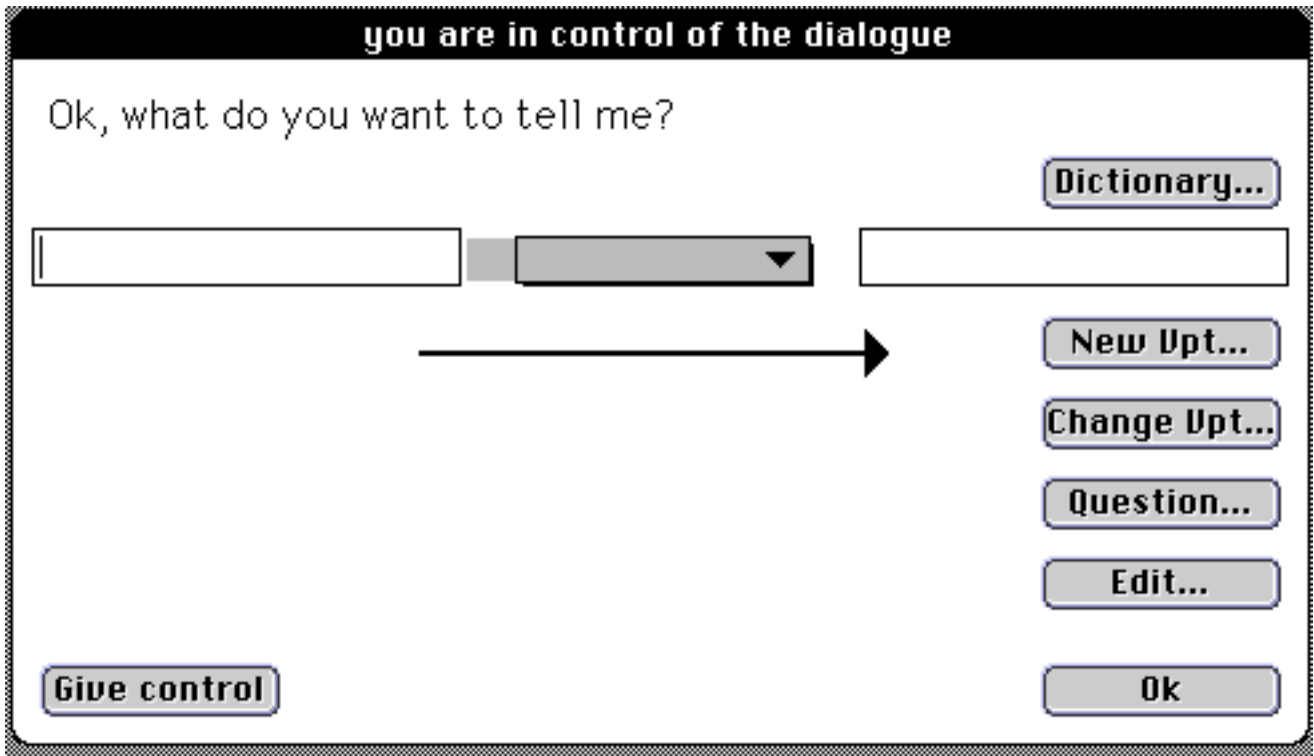 you are in control of the dialogue
Ok, what do you want to tell me?
Dictionary...
New Vpt...
Change Vpt...
Question...
Edit...
Give control
Ok